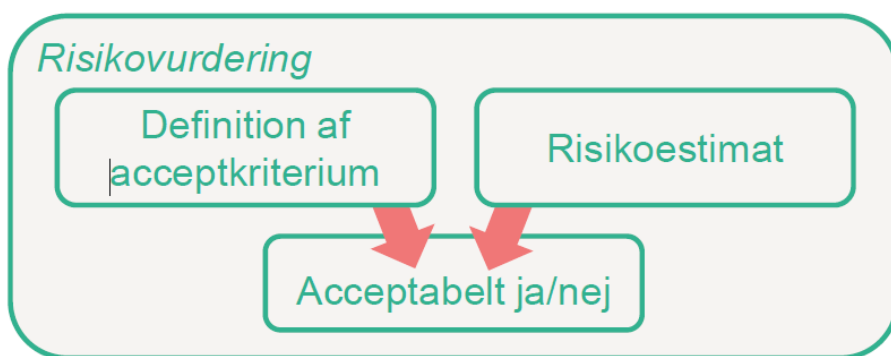 Risikovurdering
Definition af
acceptkriterium
Risikoestimat
Acceptabelt ja/nej